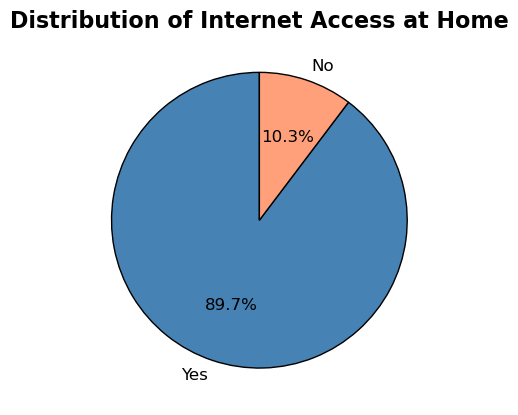 Distribution of Internet Access at Home
No
10.3%
89.7%
Yes